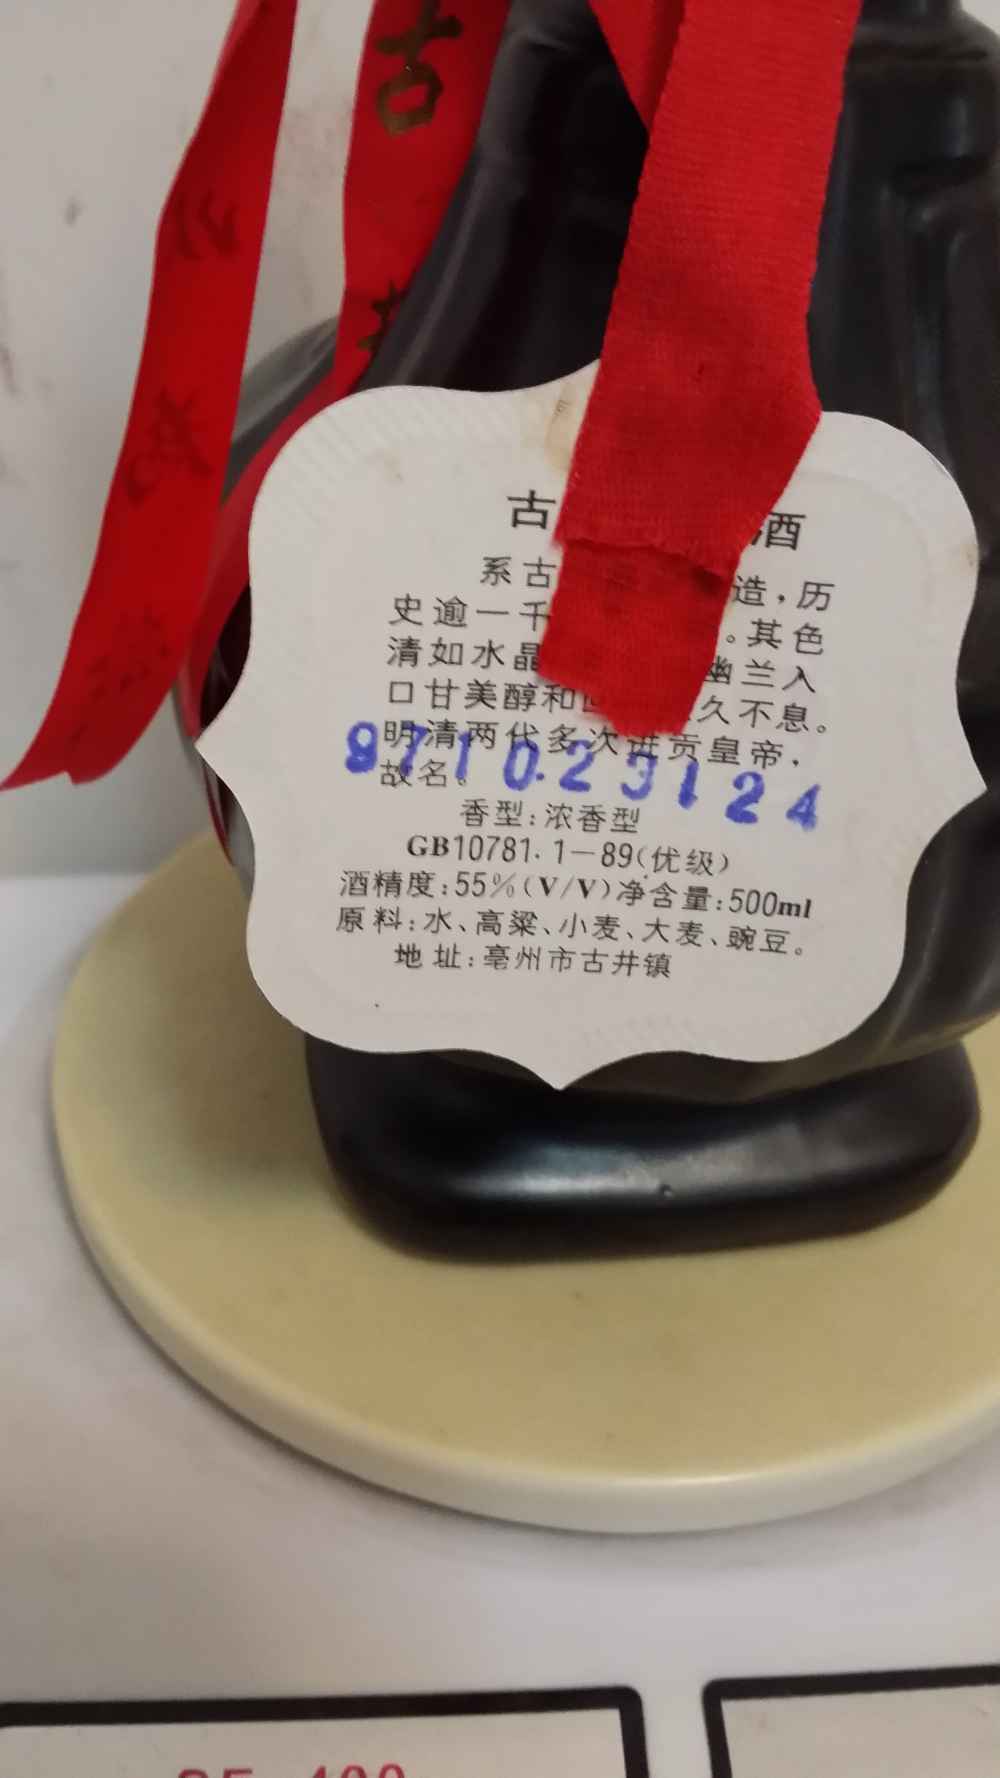 古
古 酒
系古 造,历
史逾一千 。其色
清如水晶 幽兰入
口甘美醇和回 久不息。
明清两代多次进贡皇帝,
故名。
971023124
香型:浓香型
GB10781.1-89(优级)
酒精度:55%(V/V)净含量:500ml
原料:水、高粱、小麦、大麦、豌豆。
地址:亳州市古井镇